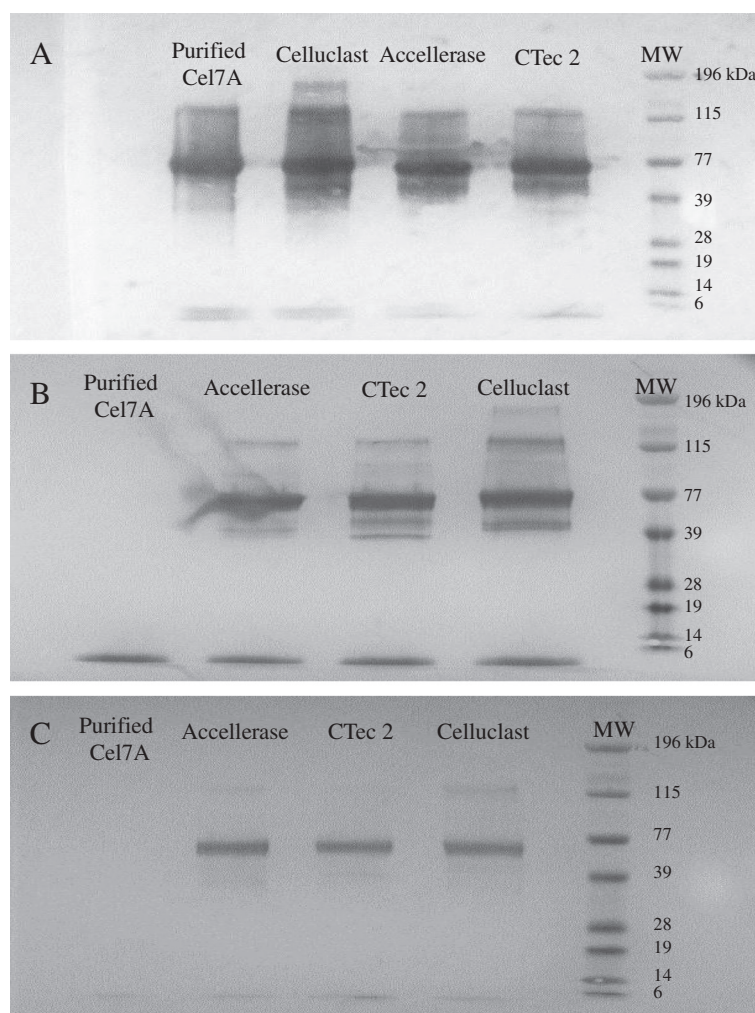 A
Purified
Cel7A
Celluclast
Accellerase
CTec 2
MW
196 kDa
115
77
39
28
19
14
6
B
Purified
Cel7A
Accellerase
CTec 2
Celluclast
MW
196 kDa
115
77
39
28
19
14
6
C
Purified
Cel7A
Accellerase
CTec 2
Celluclast
MW
196 kDa
115
77
39
28
19
14
6